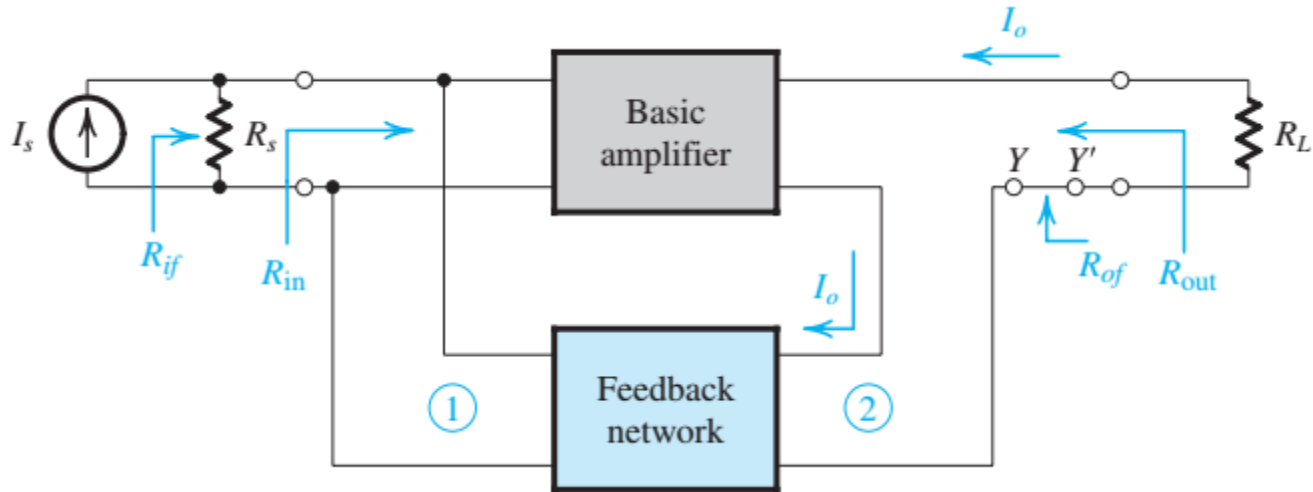 I_o
I_s
R_s
Basic
amplifier
R_L
Y Y'
R_if
R_in
R_of
R_out
I_o
1
Feedback
network
2